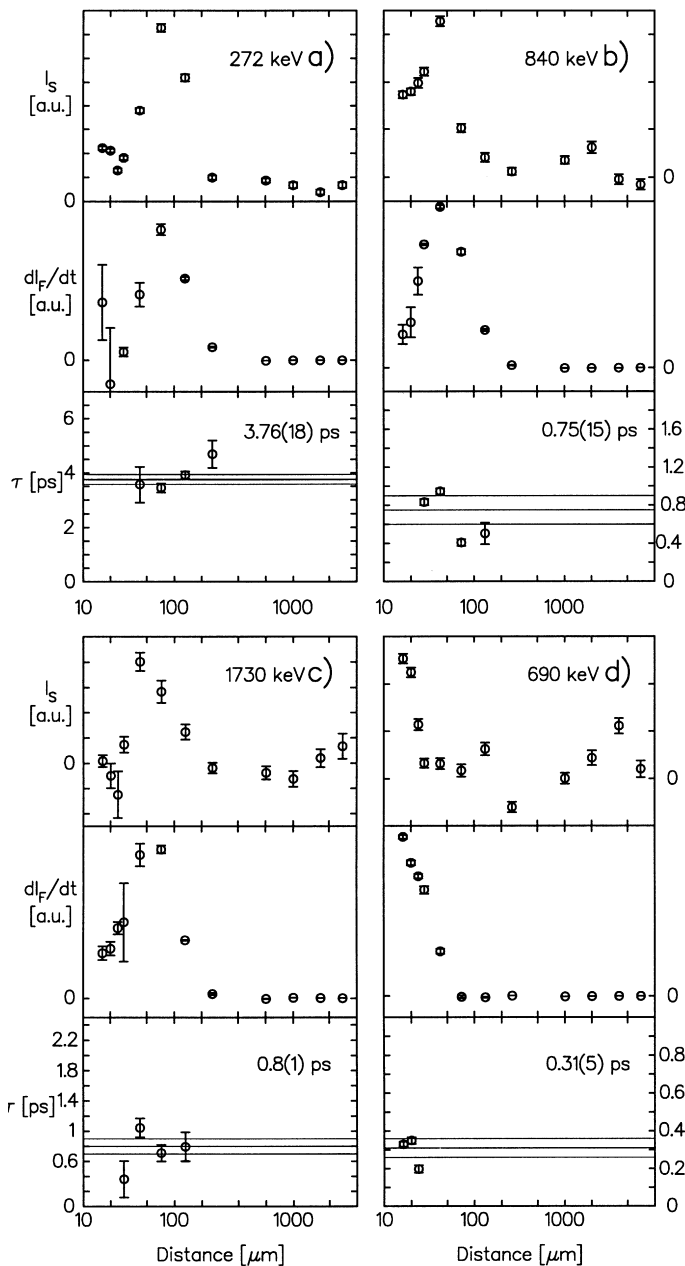 272 keV a)
I_S
[a.u.]
0
dI_F/dt
[a.u.]
0
6
4
2
0
τ [ps]
3.76(18) ps
10 100 1000
840 keV b)
0
0
1.6
1.2
0.8
0.4
0
0.75(15) ps
10 100 1000
1730 keV c)
I_S
[a.u.]
0
dI_F/dt
[a.u.]
0
2.2
1.4
1
0.6
0
τ [ps]
0.8(1) ps
10 100 1000
Distance [μm]
690 keV d)
0
0
0.8
0.6
0.4
0.2
0
0.31(5) ps
10 100 1000
Distance [μm]